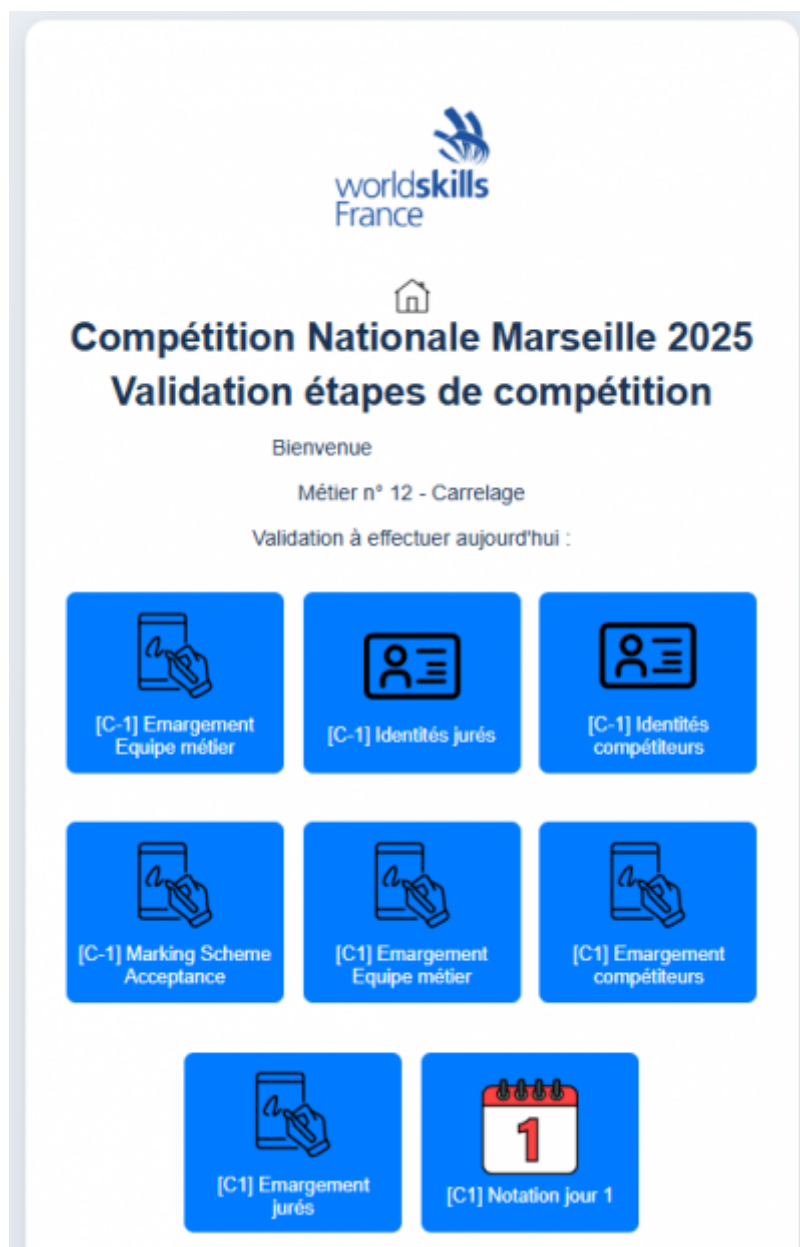 worldskills
France
Compétition Nationale Marseille 2025
Validation étapes de compétition
Bienvenue
Métier n° 12 - Carrelage
Validation à effectuer aujourd'hui :
[C-1] Emargement
Equipe métier
[C-1] Identités jurés
[C-1] Identités
compétiteurs
[C-1] Marking Scheme
Acceptance
[C1] Emargement
Equipe métier
[C1] Emargement
compétiteurs
[C1] Emargement
jurés
1
[C1] Notation jour 1